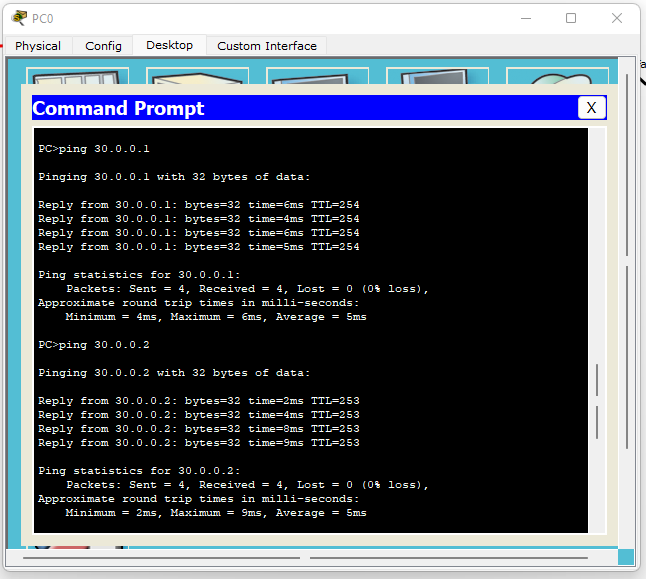 PC0
Physical Config Desktop Custom Interface
Command Prompt X
PC>ping 30.0.0.1
Pinging 30.0.0.1 with 32 bytes of data:
Reply from 30.0.0.1: bytes=32 time=6ms TTL=254
Reply from 30.0.0.1: bytes=32 time=4ms TTL=254
Reply from 30.0.0.1: bytes=32 time=6ms TTL=254
Reply from 30.0.0.1: bytes=32 time=5ms TTL=254
Ping statistics for 30.0.0.1:
Packets: Sent = 4, Received = 4, Lost = 0 (0% loss),
Approximate round trip times in milli-seconds:
Minimum = 4ms, Maximum = 6ms, Average = 5ms
PC>ping 30.0.0.2
Pinging 30.0.0.2 with 32 bytes of data:
Reply from 30.0.0.2: bytes=32 time=2ms TTL=253
Reply from 30.0.0.2: bytes=32 time=4ms TTL=253
Reply from 30.0.0.2: bytes=32 time=8ms TTL=253
Reply from 30.0.0.2: bytes=32 time=9ms TTL=253
Ping statistics for 30.0.0.2:
Packets: Sent = 4, Received = 4, Lost = 0 (0% loss),
Approximate round trip times in milli-seconds:
Minimum = 2ms, Maximum = 9ms, Average = 5ms